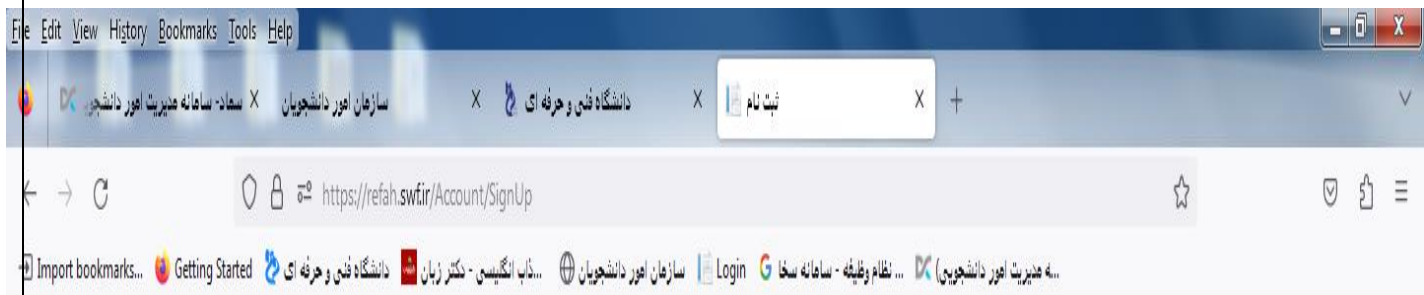 File Edit View History Bookmarks Tools Help
سماد- سامانه مدیریت امور دانشجوی X سازمان امور دانشجویان X دانشگاه فنی و حرفه ای X ثبت نام X +
https://refah.swf.ir/Account/SignUp
Import bookmarks... Getting Started دانشگاه فنی و حرفه ای ...ذاب انگلیسی - دکتر زبان سازمان امور دانشجویان Login ... نظام وظیفه - سامانه سخا ...ه مدیریت امور دانشجویی)